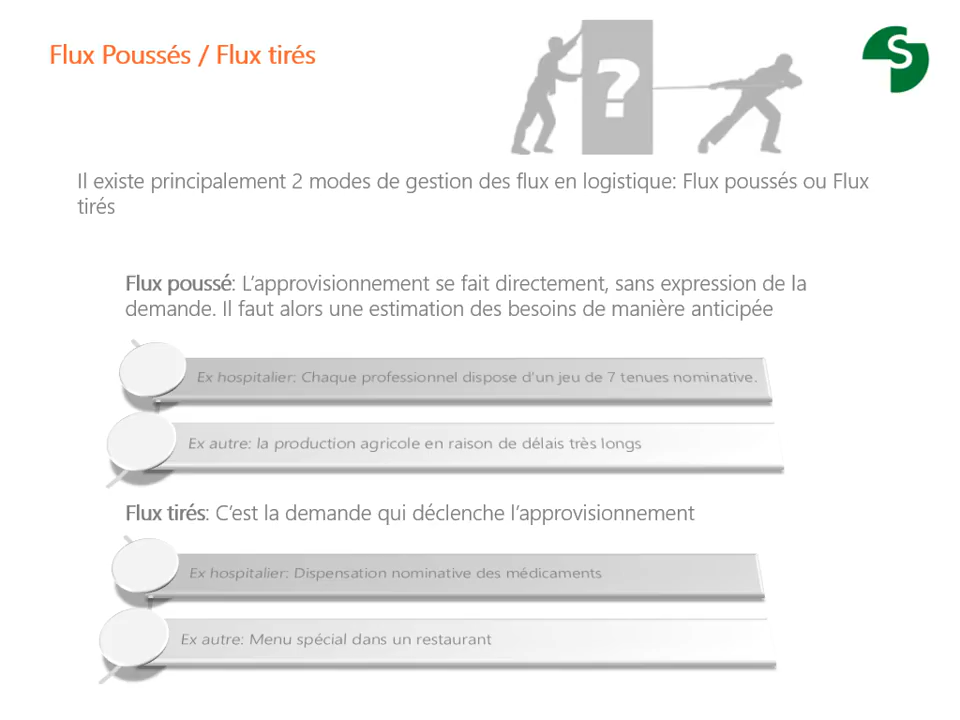 Flux Poussés / Flux tirés
?
S
Il existe principalement 2 modes de gestion des flux en logistique: Flux poussés ou Flux
tirés
Flux poussé: L’approvisionnement se fait directement, sans expression de la
demande. Il faut alors une estimation des besoins de manière anticipée
Ex hospitalier: Chaque professionnel dispose d’un jeu de 7 tenues nominative.
Ex autre: la production agricole en raison de délais très longs
Flux tirés: C’est la demande qui déclenche l’approvisionnement
Ex hospitalier: Dispensation nominative des médicaments
Ex autre: Menu spécial dans un restaurant